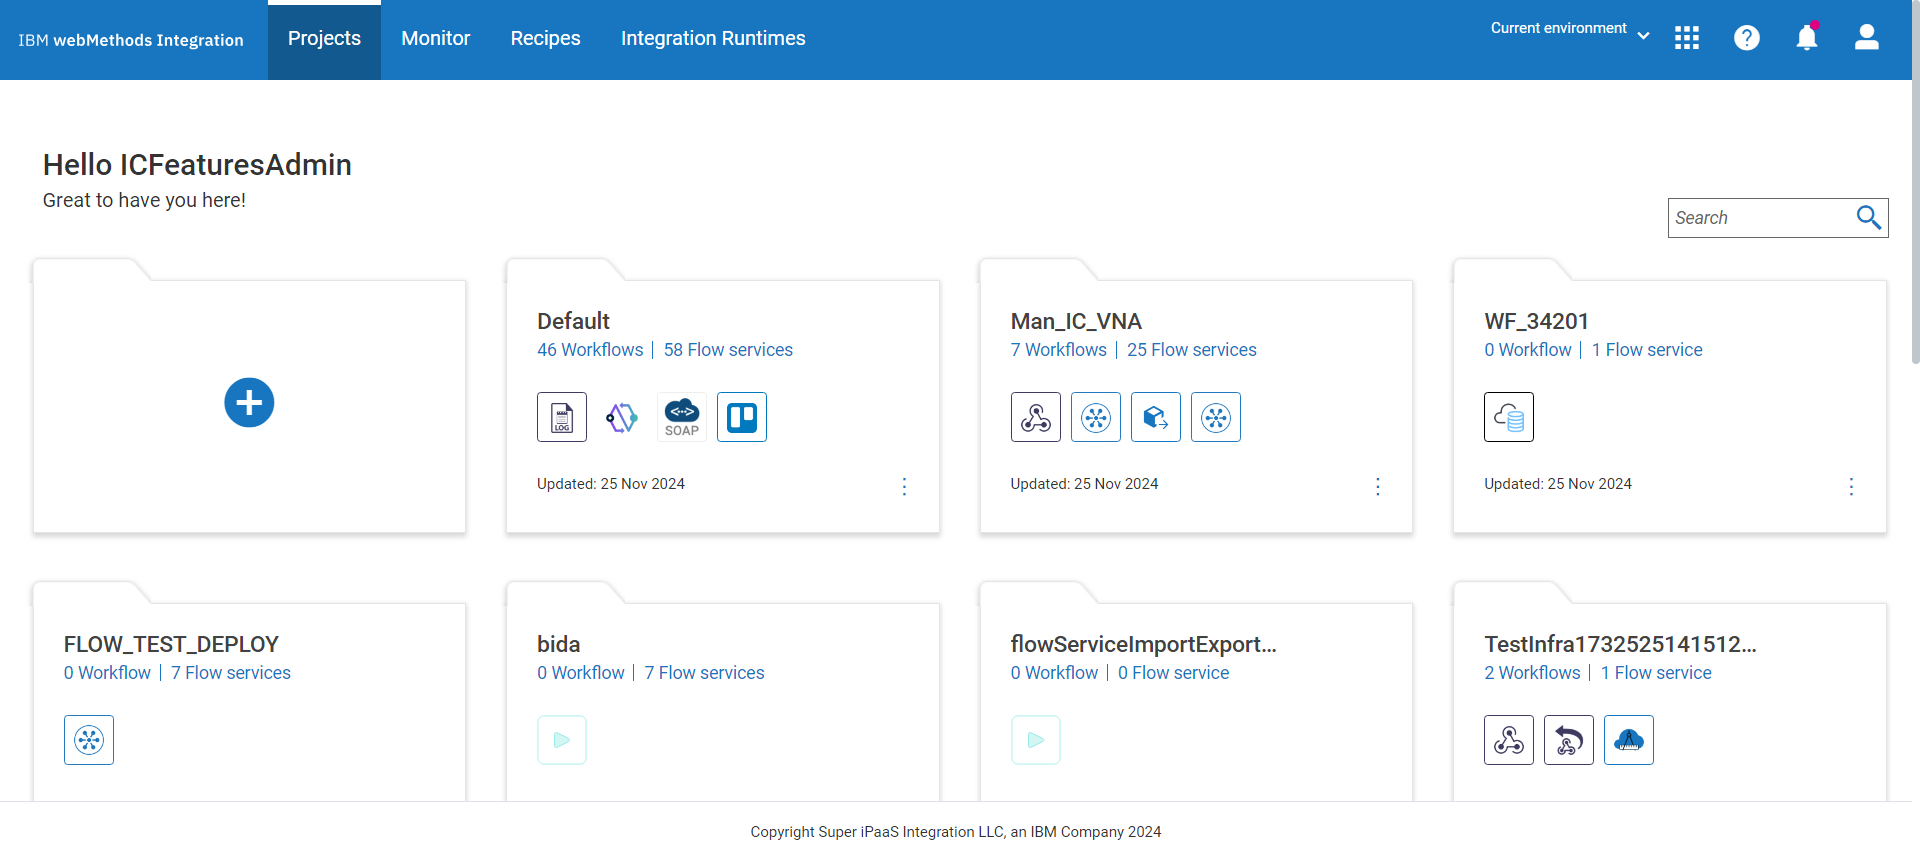 IBM webMethods Integration
Projects
Monitor
Recipes
Integration Runtimes
Current environment
Hello ICFeaturesAdmin
Great to have you here!
Search
Default
46 Workflows | 58 Flow services
LOG
SOAP
Updated: 25 Nov 2024
Man_IC_VNA
7 Workflows | 25 Flow services
Updated: 25 Nov 2024
WF_34201
0 Workflow | 1 Flow service
Updated: 25 Nov 2024
FLOW_TEST_DEPLOY
0 Workflow | 7 Flow services
bida
0 Workflow | 7 Flow services
flowServiceImportExport...
0 Workflow | 0 Flow service
TestInfra1732525141512...
2 Workflows | 1 Flow service
Copyright Super iPaaS Integration LLC, an IBM Company 2024